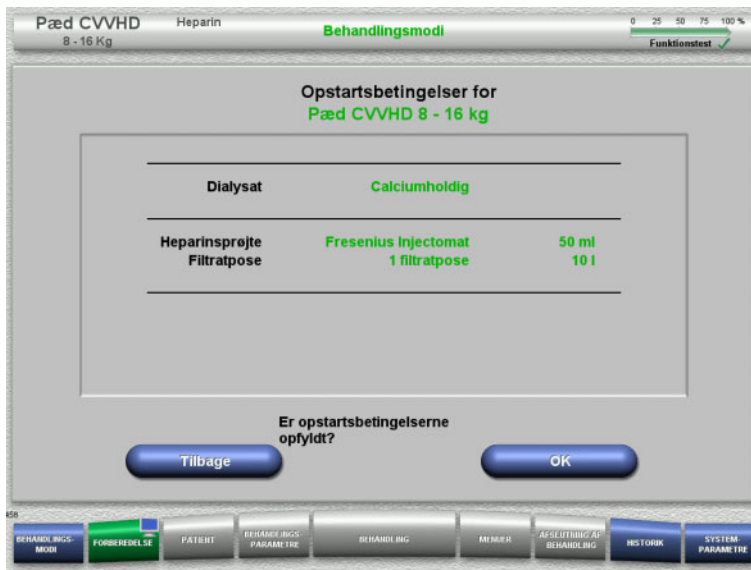 Pæd CVVHD
8 - 16 Kg
Heparin
Behandlingsmodi
0 25 50 75 100 %
Funktionstest
Opstartsbetingelser for
Pæd CVVHD 8 - 16 kg
Dialysat Calciumholdig
Heparinsprøjte Fresenius Injectomat 50 ml
Filtratpose 1 filtratpose 10 l
Er opstartsbetingelserne
opfyldt?
Tilbage
OK
458
BEHANDLINGS-
MODI
FORBEREDELSE
PATIENT
BEHANDLINGS-
PARAMETRE
BEHANDLING
MENUER
AFSLUTNING AF
BEHANDLING
HISTORIK
SYSTEM-
PARAMETRE